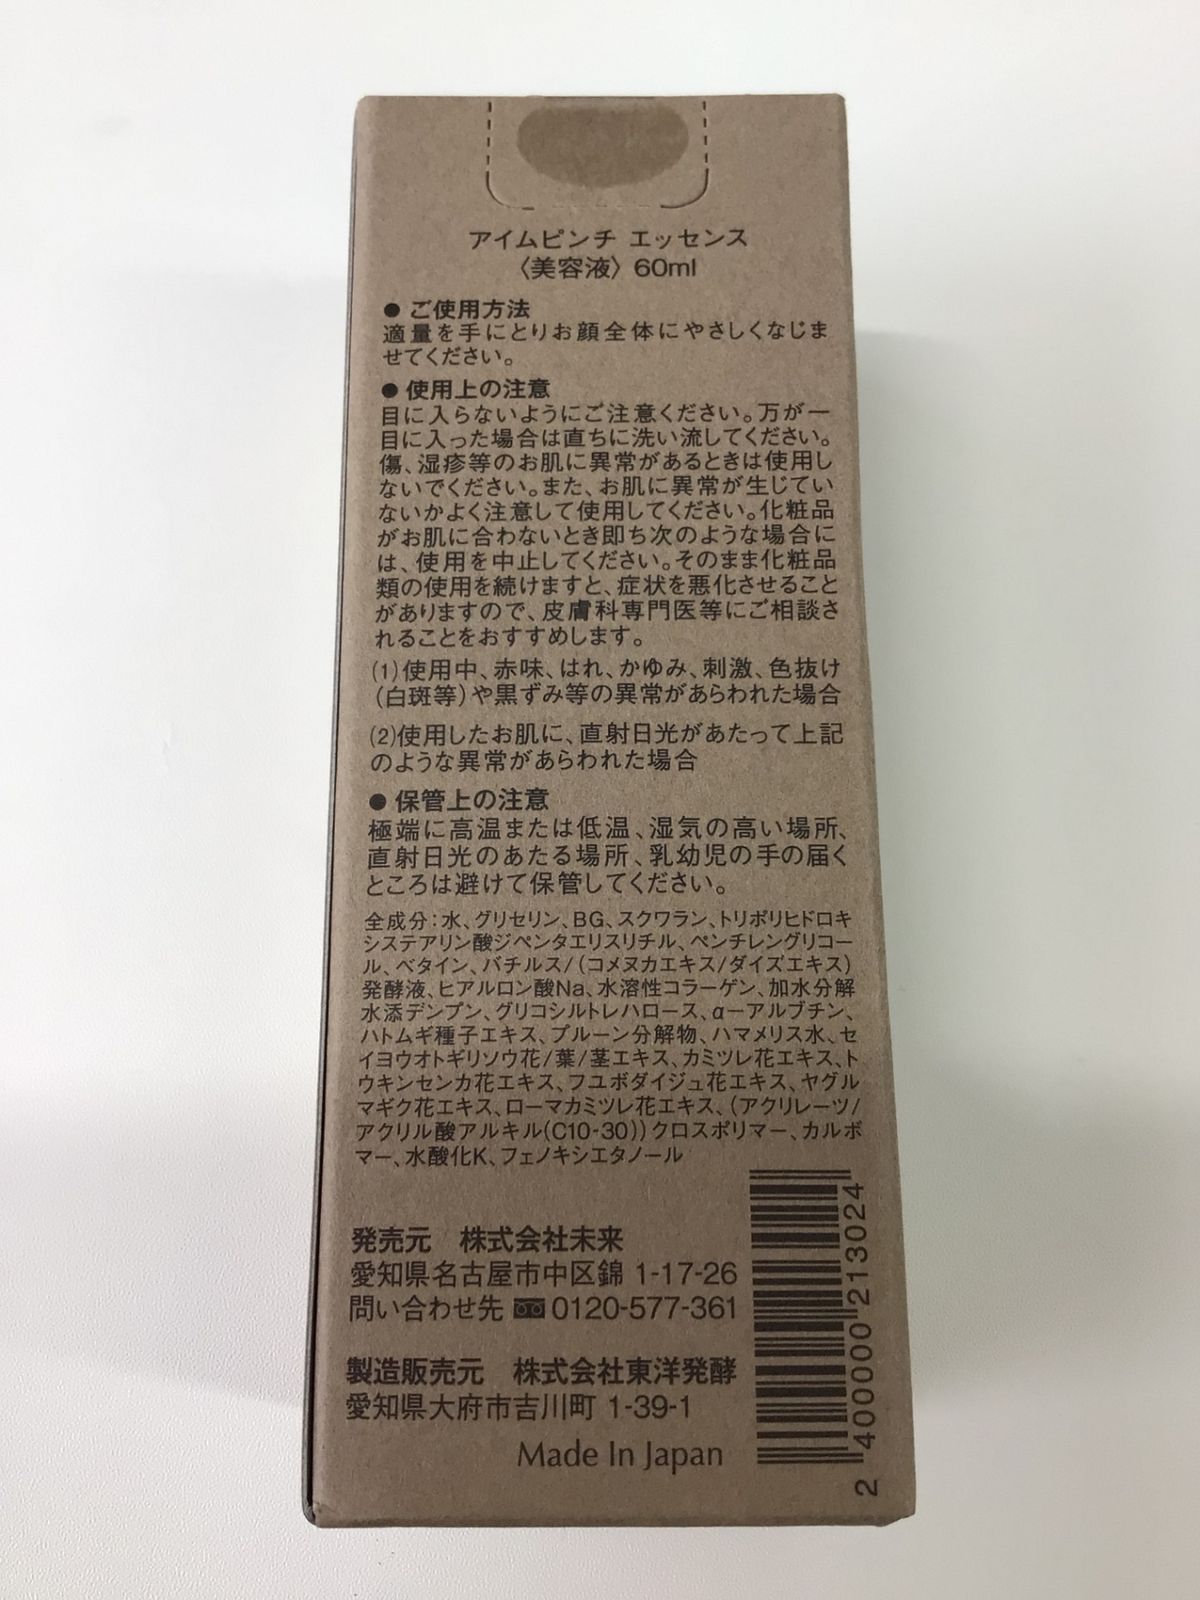 アイムピンチ エッセンス
〈美容液〉60ml
● ご使用方法
適量を手にとりお顔全体にやさしくなじま
せてください。
● 使用上の注意
目に入らないようにご注意ください。万が一
目に入った場合は直ちに洗い流してください。
傷、湿疹等のお肌に異常があるときは使用し
ないでください。また、お肌に異常が生じてい
ないかよく注意して使用してください。化粧品
がお肌に合わないとき即ち次のような場合に
は、使用を中止してください。そのまま化粧品
類の使用を続けますと、症状を悪化させること
がありますので、皮膚科専門医等にご相談さ
れることをおすすめします。
(1)使用中、赤味、はれ、かゆみ、刺激、色抜け
(白斑等)や黒ずみ等の異常があらわれた場合
(2)使用したお肌に、直射日光があたって上記
のような異常があらわれた場合
● 保管上の注意
極端に高温または低温、湿気の高い場所、
直射日光のあたる場所、乳幼児の手の届く
ところは避けて保管してください。
全成分:水、グリセリン、BG、スクワラン、トリポリヒドロキ
システアリン酸ジペンタエリスリチル、ペンチレングリコー
ル、ベタイン、バチルス/(コメヌカエキス/ダイズエキス)
発酵液、ヒアルロン酸Na、水溶性コラーゲン、加水分解
水添デンプン、グリコシルトレハロース、α-アルブチン、
ハトムギ種子エキス、プルーン分解物、ハマメリス水、セ
イヨウオトギリソウ花/葉/茎エキス、カミツレ花エキス、ト
ウキンセンカ花エキス、フユボダイジュ花エキス、ヤグル
マギク花エキス、ローマカミツレ花エキス、(アクリレーツ/
アクリル酸アルキル(C10-30))クロスポリマー、カルボ
マー、水酸化K、フェノキシエタノール
発売元 株式会社未来
愛知県名古屋市中区錦 1-17-26
問い合わせ先 0120-577-361
製造販売元 株式会社東洋発酵
愛知県大府市吉川町 1-39-1
Made In Japan
2 400000 213024